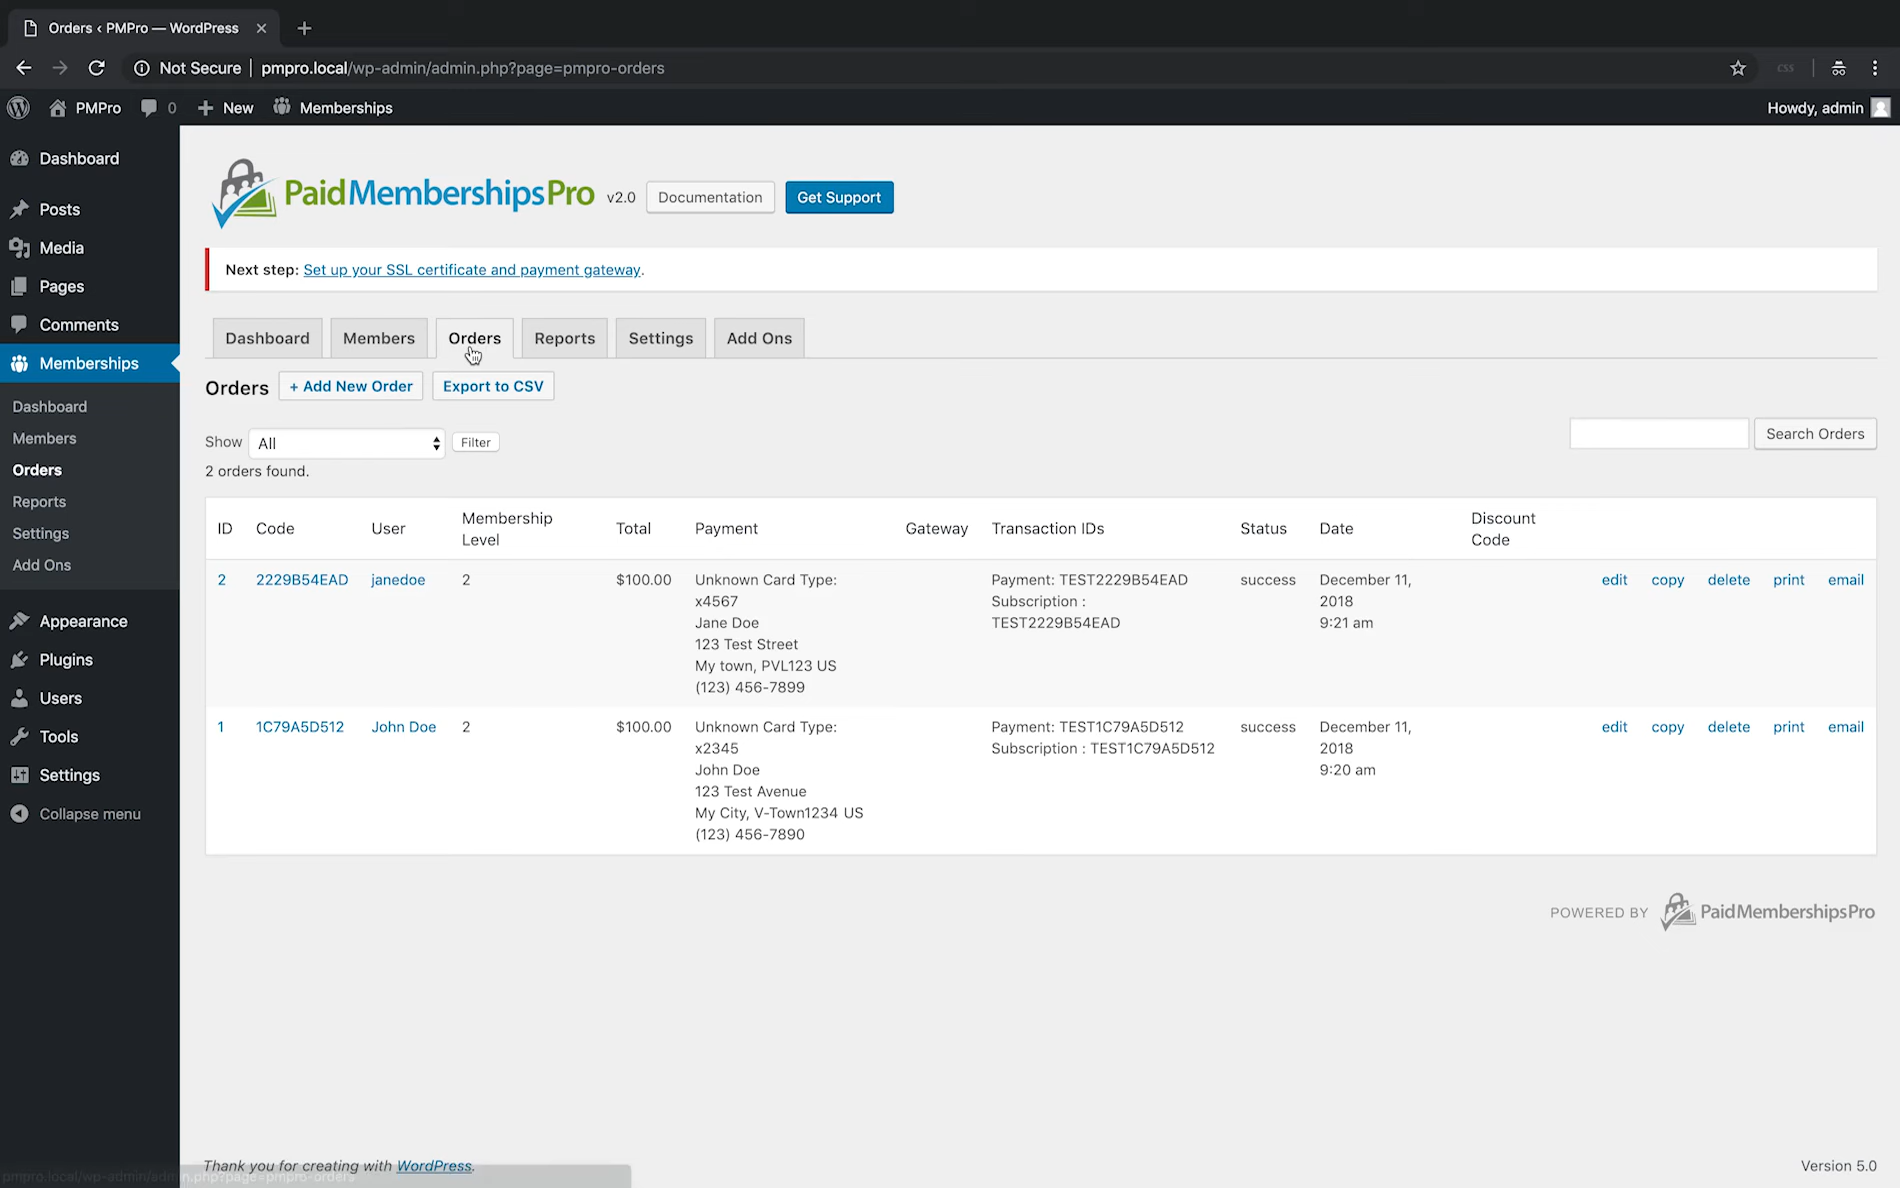 Orders ‹ PMPro — WordPress
Not Secure | pmpro.local/wp-admin/admin.php?page=pmpro-orders
css
PMPro 0 + New Memberships
Howdy, admin
Dashboard
Posts
Media
Pages
Comments
Memberships
Dashboard
Members
Orders
Reports
Settings
Add Ons
Appearance
Plugins
Users
Tools
Settings
Collapse menu
PaidMembershipsPro v2.0 Documentation Get Support
Next step: Set up your SSL certificate and payment gateway.
Dashboard Members Orders Reports Settings Add Ons
Orders + Add New Order Export to CSV
Show All Filter
Search Orders
2 orders found.
ID Code User Membership Level Total Payment Gateway Transaction IDs Status Date Discount Code
2 2229B54EAD janedoe 2 $100.00 Unknown Card Type: Payment: TEST2229B54EAD success December 11, edit copy delete print email
x4567 Subscription : 2018
Jane Doe TEST2229B54EAD 9:21 am
123 Test Street
My town, PVL123 US
(123) 456-7899
1 1C79A5D512 John Doe 2 $100.00 Unknown Card Type: Payment: TEST1C79A5D512 success December 11, edit copy delete print email
x2345 Subscription : TEST1C79A5D512 2018
John Doe 9:20 am
123 Test Avenue
My City, V-Town1234 US
(123) 456-7890
POWERED BY PaidMembershipsPro
Thank you for creating with WordPress.
Version 5.0
pmpro.local/wp-admin/admin.php?page=pmpro-orders